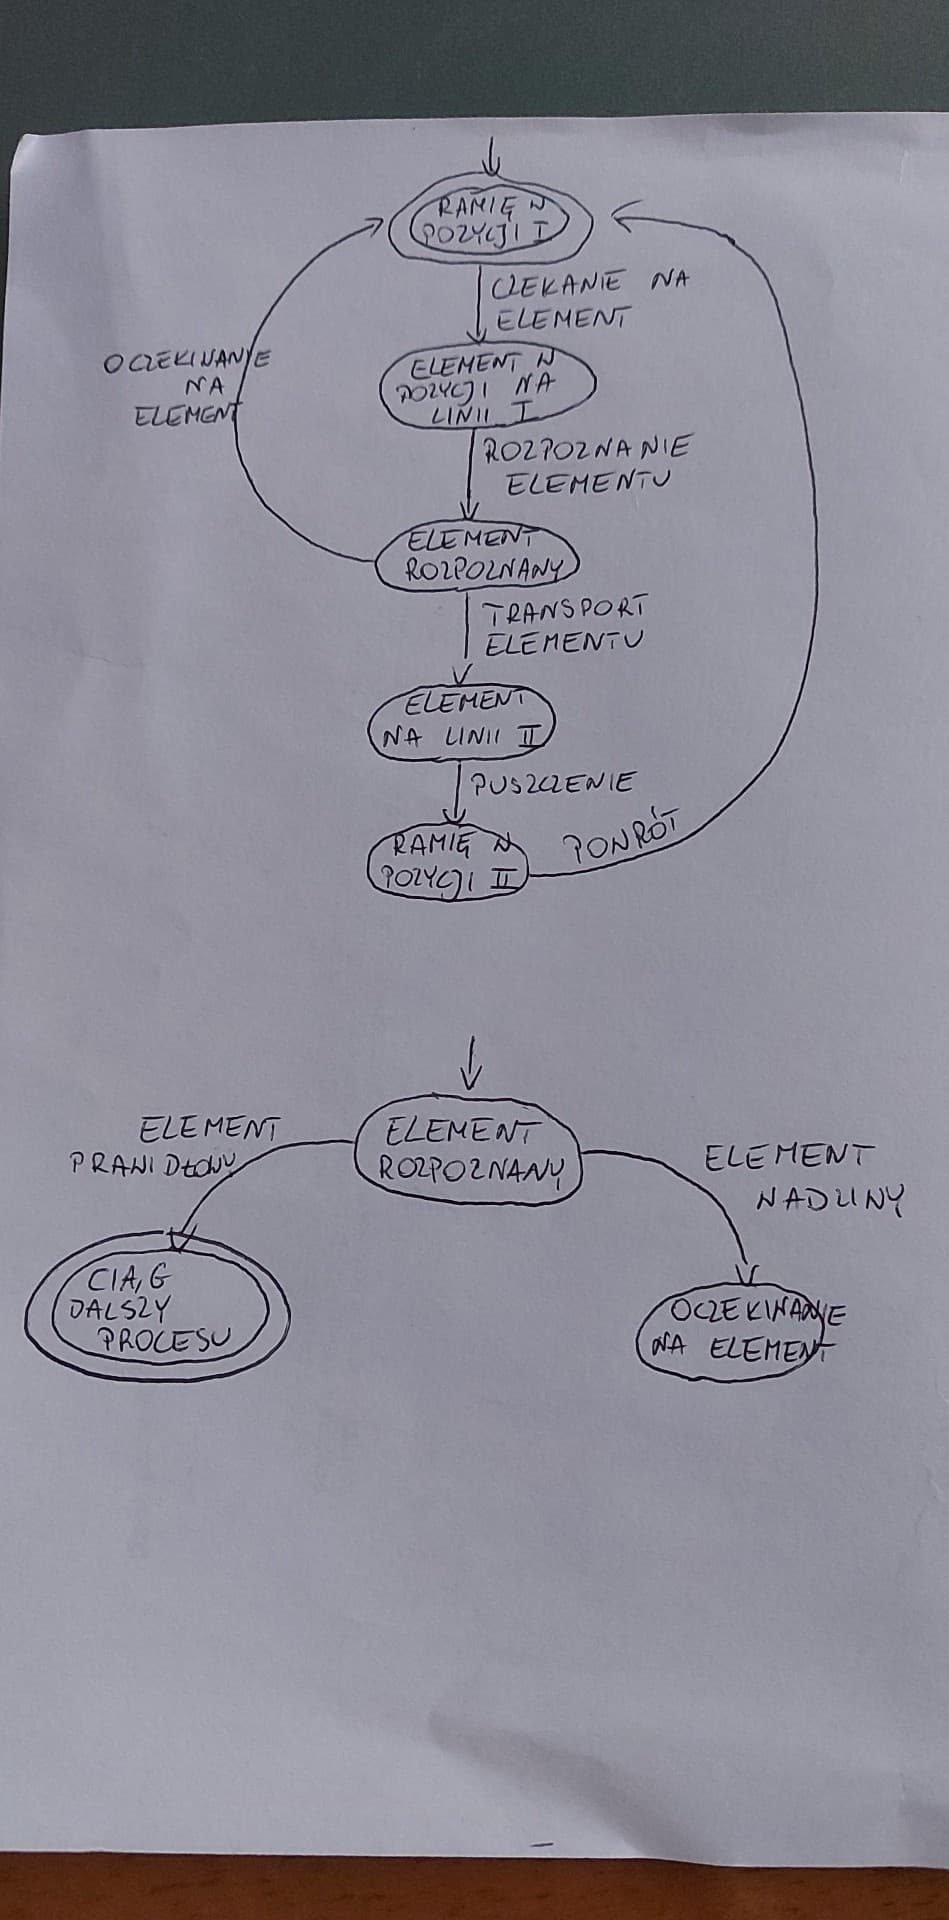 RAMIĘ W
POZYCJI I
CZEKANIE NA
ELEMENT
OCZEKIWANIE
NA
ELEMENT
ELEMENT W
POZYCJI NA
LINII I
ROZPOZNANIE
ELEMENTU
ELEMENT
ROZPOZNANY
TRANSPORT
ELEMENTU
ELEMENT
NA LINII II
PUSZCZENIE
RAMIĘ W
POZYCJI II
POWRÓT
ELEMENT
PRAWIDŁOWY
ELEMENT
ROZPOZNANY
ELEMENT
WADLIWY
CIĄG
DALSZY
PROCESU
OCZEKIWANIE
NA ELEMENT